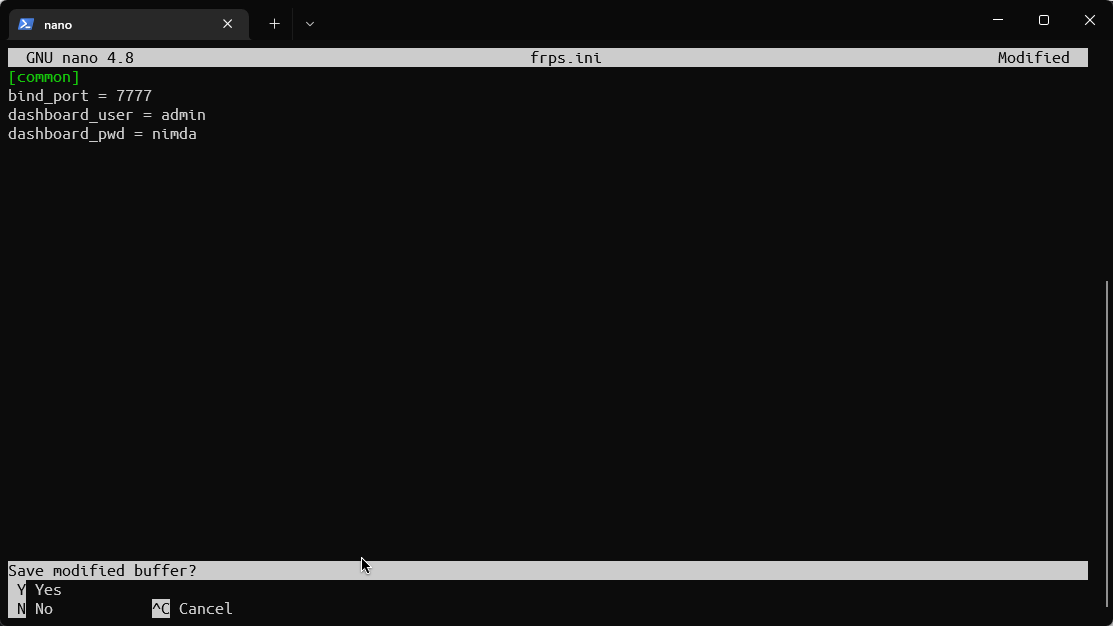 nano
GNU nano 4.8 frps.ini Modified
[common]
bind_port = 7777
dashboard_user = admin
dashboard_pwd = nimda
Save modified buffer?
Y Yes
N No ^C Cancel